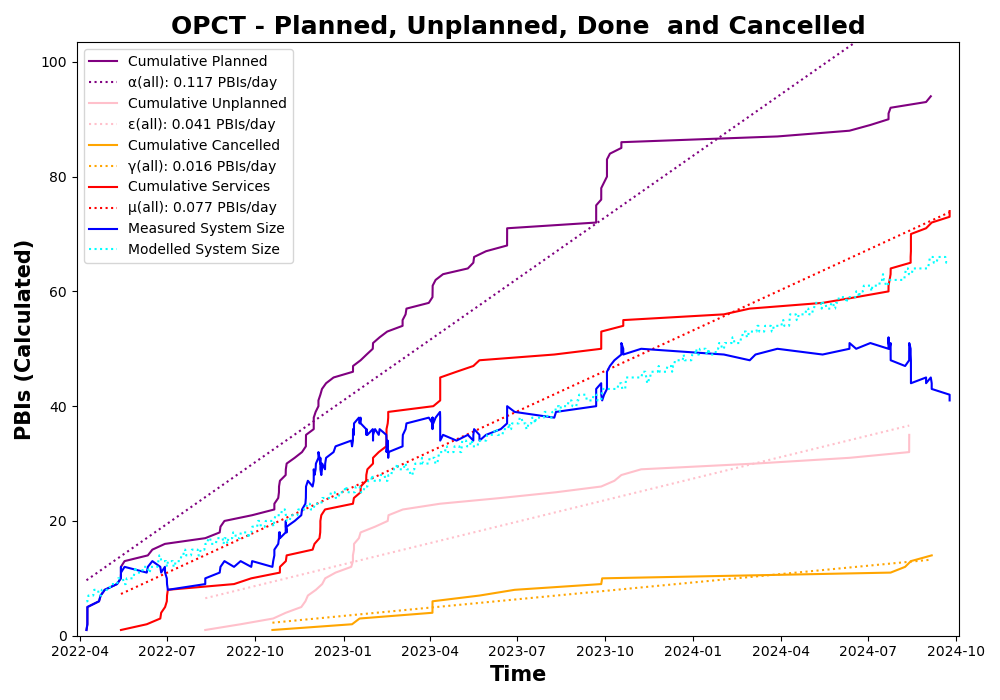 OPCT - Planned, Unplanned, Done  and Cancelled
PBIs (Calculated)
100
80
60
40
20
0
Cumulative Planned
α(all): 0.117 PBIs/day
Cumulative Unplanned
ε(all): 0.041 PBIs/day
Cumulative Cancelled
γ(all): 0.016 PBIs/day
Cumulative Services
μ(all): 0.077 PBIs/day
Measured System Size
Modelled System Size
2022-04 2022-07 2022-10 2023-01 2023-04 2023-07 2023-10 2024-01 2024-04 2024-07 2024-10
Time